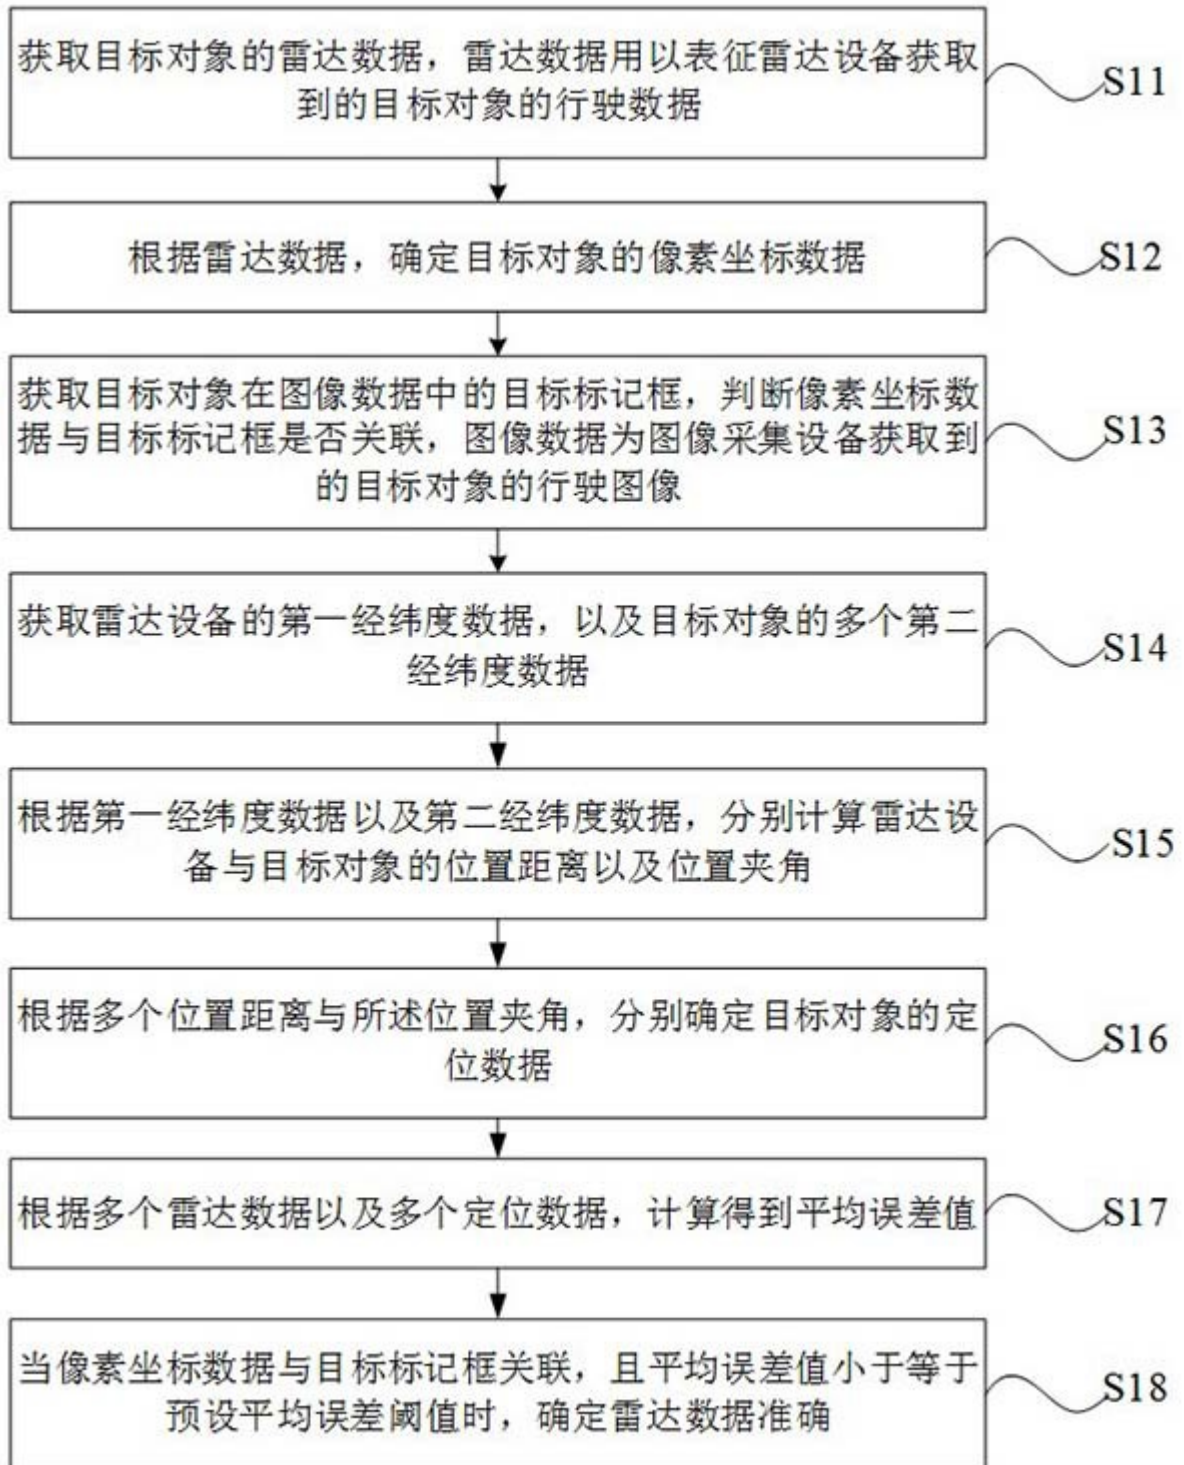 获取目标对象的雷达数据，雷达数据用以表征雷达设备获取
到的目标对象的行驶数据
S11
根据雷达数据，确定目标对象的像素坐标数据
S12
获取目标对象在图像数据中的目标标记框，判断像素坐标数
据与目标标记框是否关联，图像数据为图像采集设备获取到
的目标对象的行驶图像
S13
获取雷达设备的第一经纬度数据，以及目标对象的多个第二
经纬度数据
S14
根据第一经纬度数据以及第二经纬度数据，分别计算雷达设
备与目标对象的位置距离以及位置夹角
S15
根据多个位置距离与所述位置夹角，分别确定目标对象的定
位数据
S16
根据多个雷达数据以及多个定位数据，计算得到平均误差值
S17
当像素坐标数据与目标标记框关联，且平均误差值小于等于
预设平均误差阈值时，确定雷达数据准确
S18